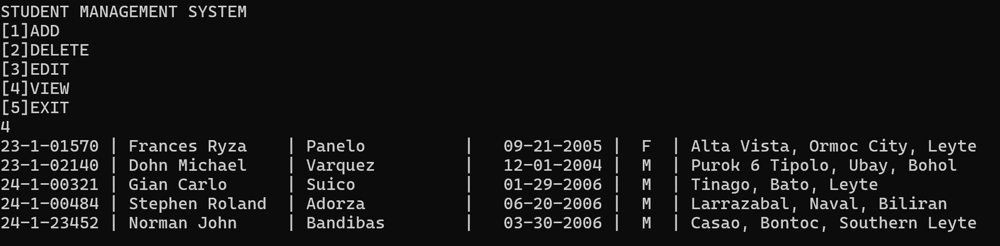 STUDENT MANAGEMENT SYSTEM
[1]ADD
[2]DELETE
[3]EDIT
[4]VIEW
[5]EXIT
4
23-1-01570 | Frances Ryza    | Panelo          |   09-21-2005 |  F  | Alta Vista, Ormoc City, Leyte
23-1-02140 | Dohn Michael    | Varquez         |   12-01-2004 |  M  | Purok 6 Tipolo, Ubay, Bohol
24-1-00321 | Gian Carlo      | Suico           |   01-29-2006 |  M  | Tinago, Bato, Leyte
24-1-00484 | Stephen Roland  | Adorza          |   06-20-2006 |  M  | Larrazabal, Naval, Biliran
24-1-23452 | Norman John     | Bandibas        |   03-30-2006 |  M  | Casao, Bontoc, Southern Leyte